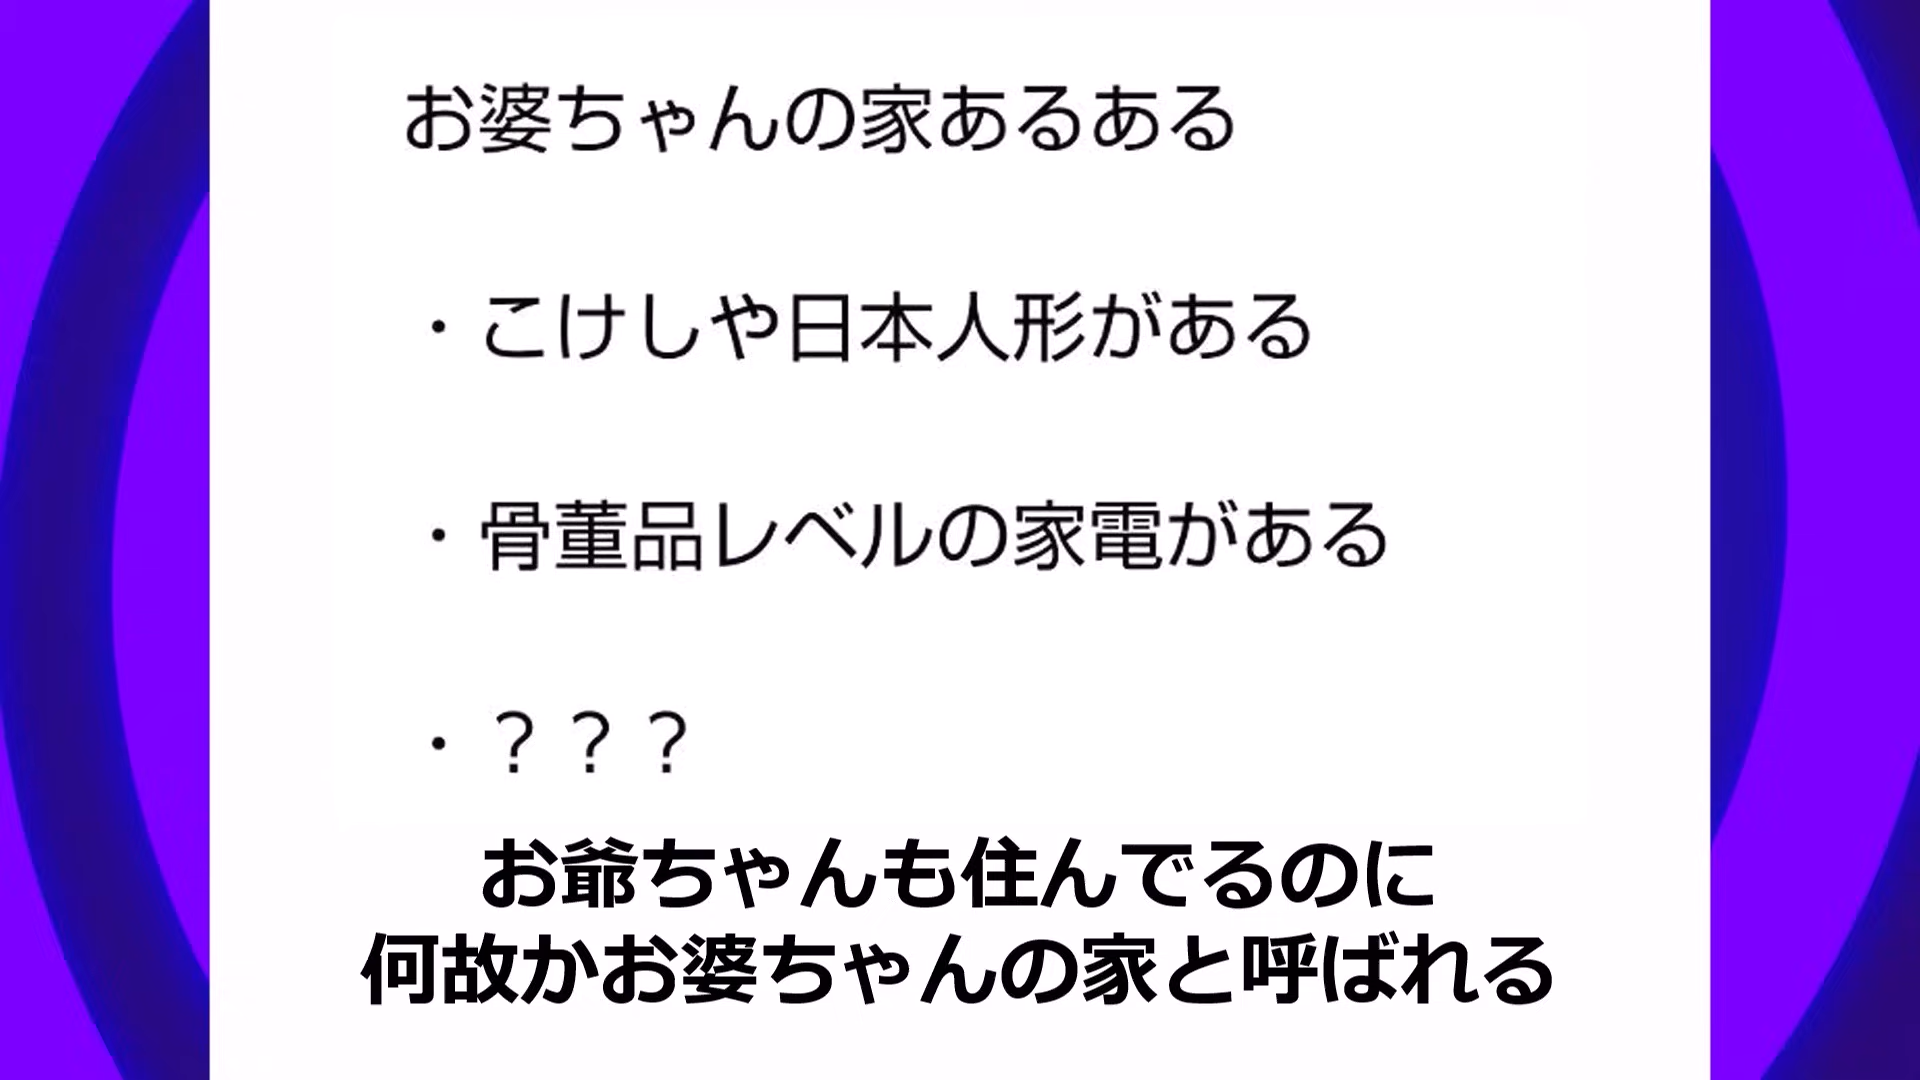 お婆ちゃんの家あるある
・こけしや日本人形がある
・骨董品レベルの家電がある
・？？？
お爺ちゃんも住んでるのに
何故かお婆ちゃんの家と呼ばれる